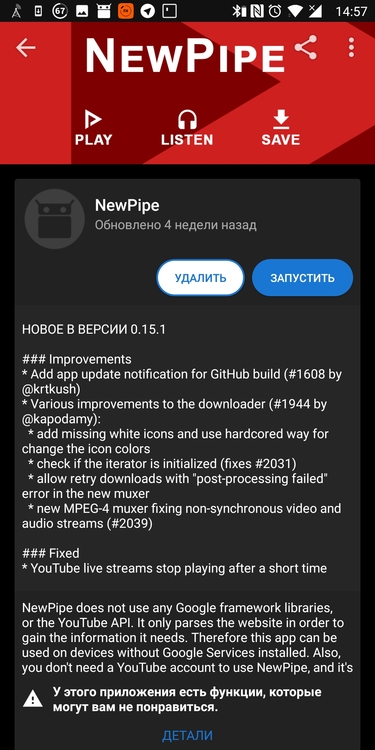 67
14:57
NEWPIPE
PLAY
LISTEN
SAVE
NewPipe
Обновлено 4 недели назад
УДАЛИТЬ
ЗАПУСТИТЬ
НОВОЕ В ВЕРСИИ 0.15.1
### Improvements
* Add app update notification for GitHub build (#1608 by
@krtkush)
* Various improvements to the downloader (#1944 by
@kapodamy):
* add missing white icons and use hardcored way for
change the icon colors
* check if the iterator is initialized (fixes #2031)
* allow retry downloads with "post-processing failed"
error in the new muxer
* new MPEG-4 muxer fixing non-synchronous video and
audio streams (#2039)
### Fixed
* YouTube live streams stop playing after a short time
NewPipe does not use any Google framework libraries,
or the YouTube API. It only parses the website in order to
gain the information it needs. Therefore this app can be
used on devices without Google Services installed. Also,
you don't need a YouTube account to use NewPipe, and it's
У этого приложения есть функции, которые
могут вам не понравиться.
ДЕТАЛИ